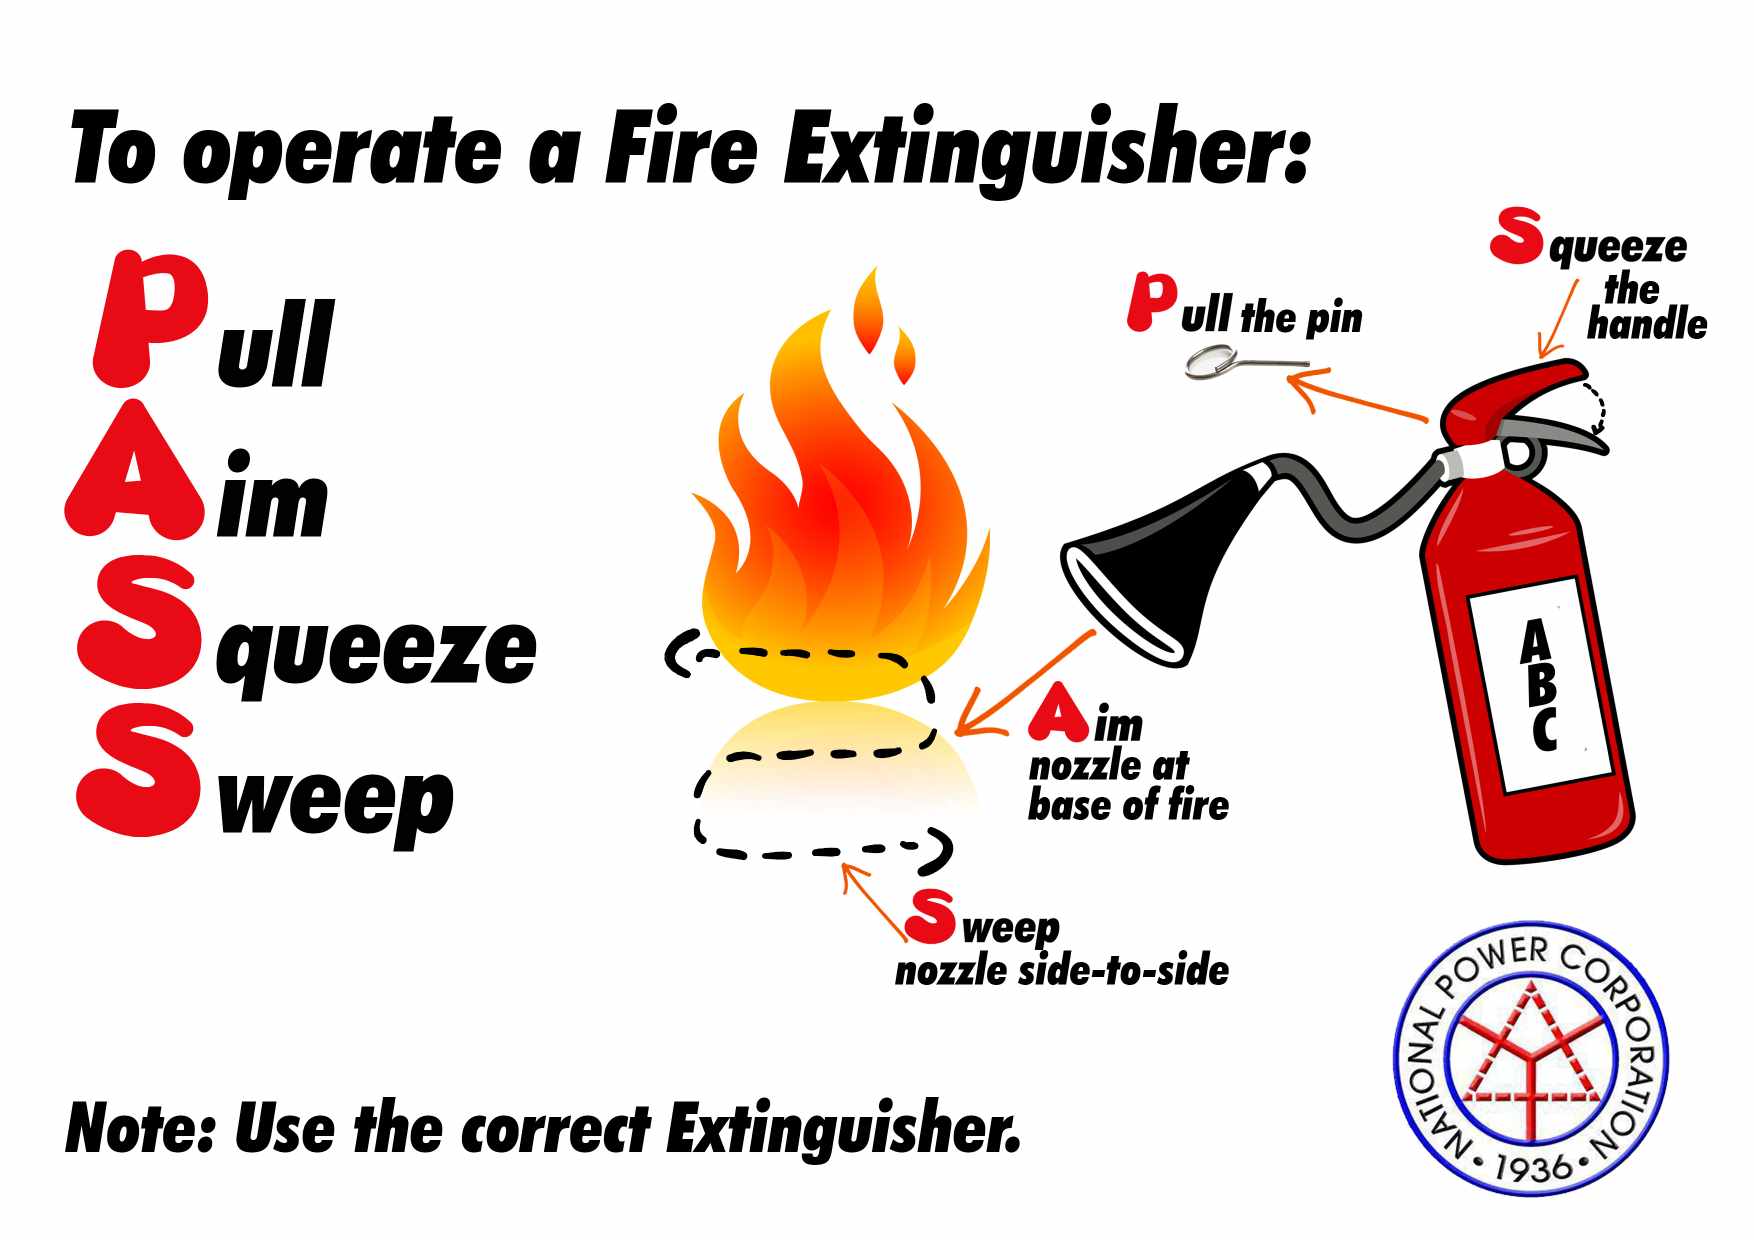 To operate a Fire Extinguisher:
Pull
Aim
Squeeze
Sweep
Pull the pin
Squeeze
the
handle
Aim
nozzle at
base of fire
Sweep
nozzle side-to-side
A
B
C
Note: Use the correct Extinguisher.
NATIONAL POWER CORPORATION
• 1936 •